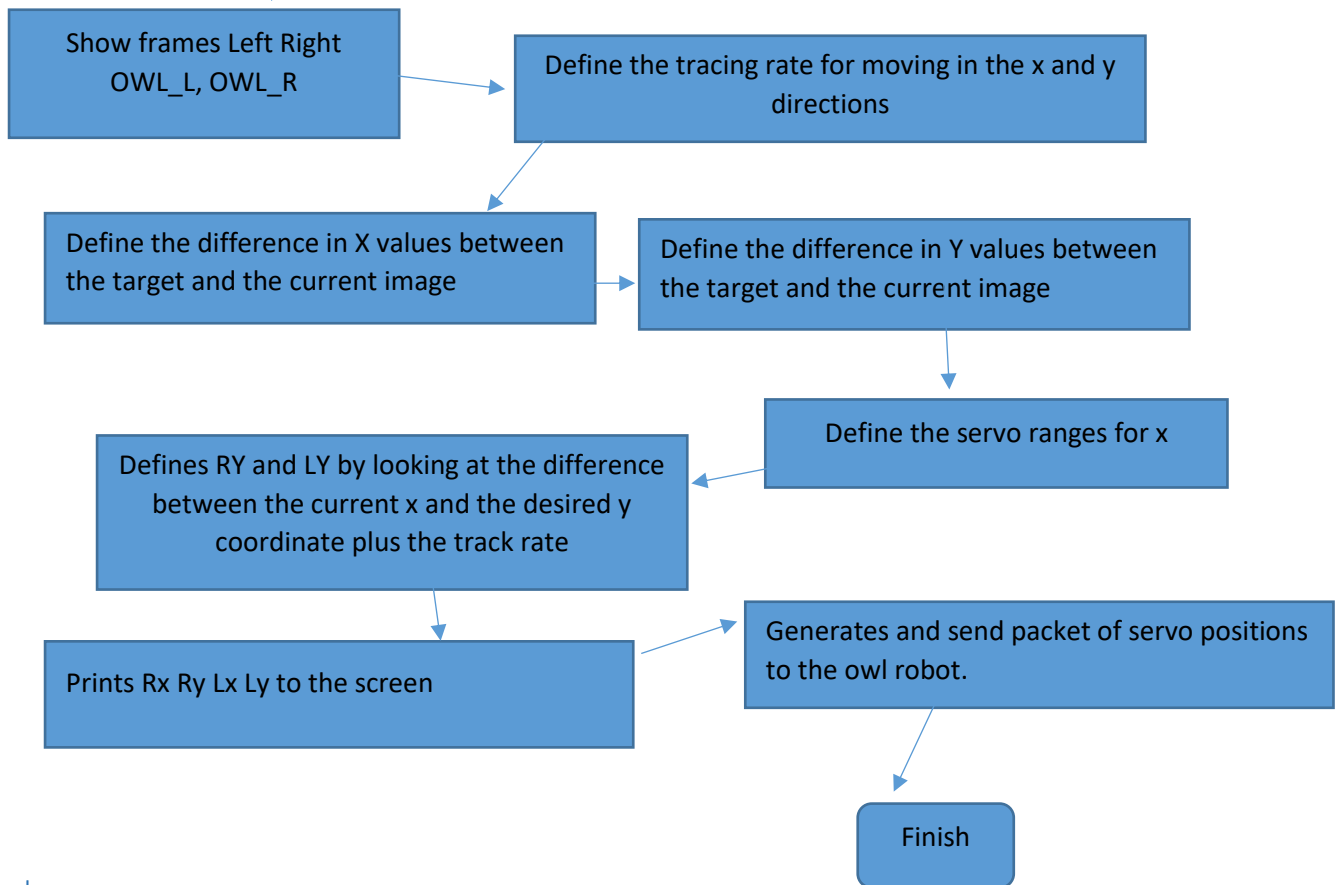 Show frames Left Right
OWL_L, OWL_R
Define the tracing rate for moving in the x and y
directions
Define the difference in X values between
the target and the current image
Define the difference in Y values between
the target and the current image
Define the servo ranges for x
Defines RY and LY by looking at the difference
between the current x and the desired y
coordinate plus the track rate
Prints Rx Ry Lx Ly to the screen
Generates and send packet of servo positions
to the owl robot.
Finish